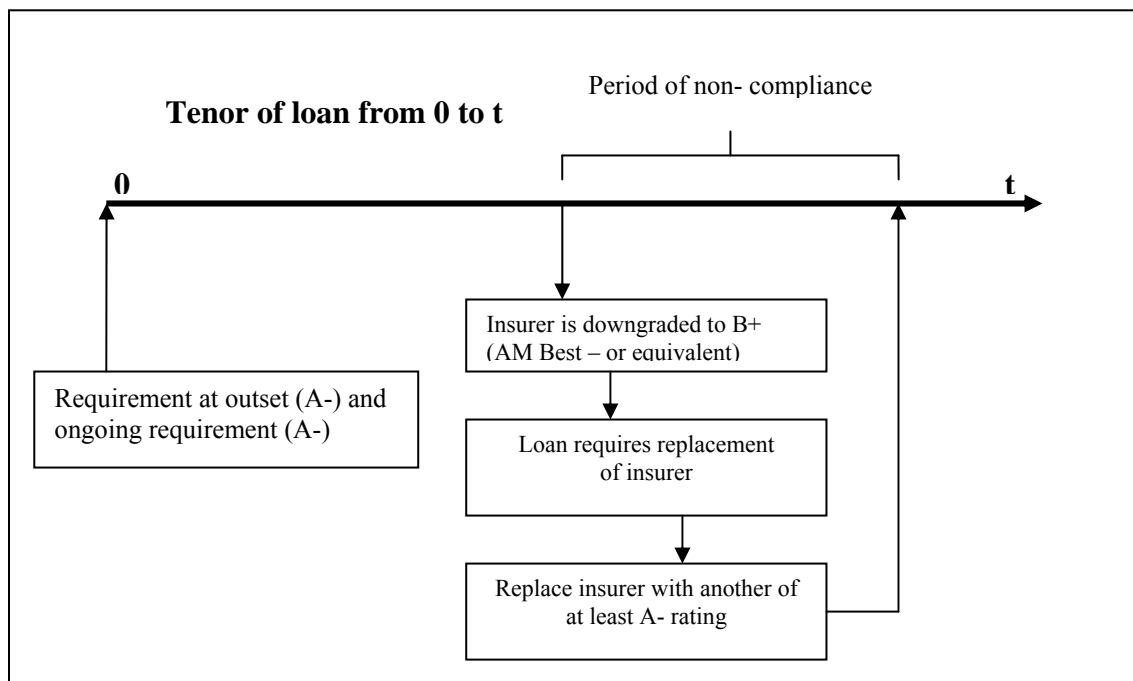 Period of non- compliance
Tenor of loan from 0 to t
0
t
Insurer is downgraded to B+
(AM Best – or equivalent)
Requirement at outset (A-) and
ongoing requirement (A-)
Loan requires replacement
of insurer
Replace insurer with another of
at least A- rating